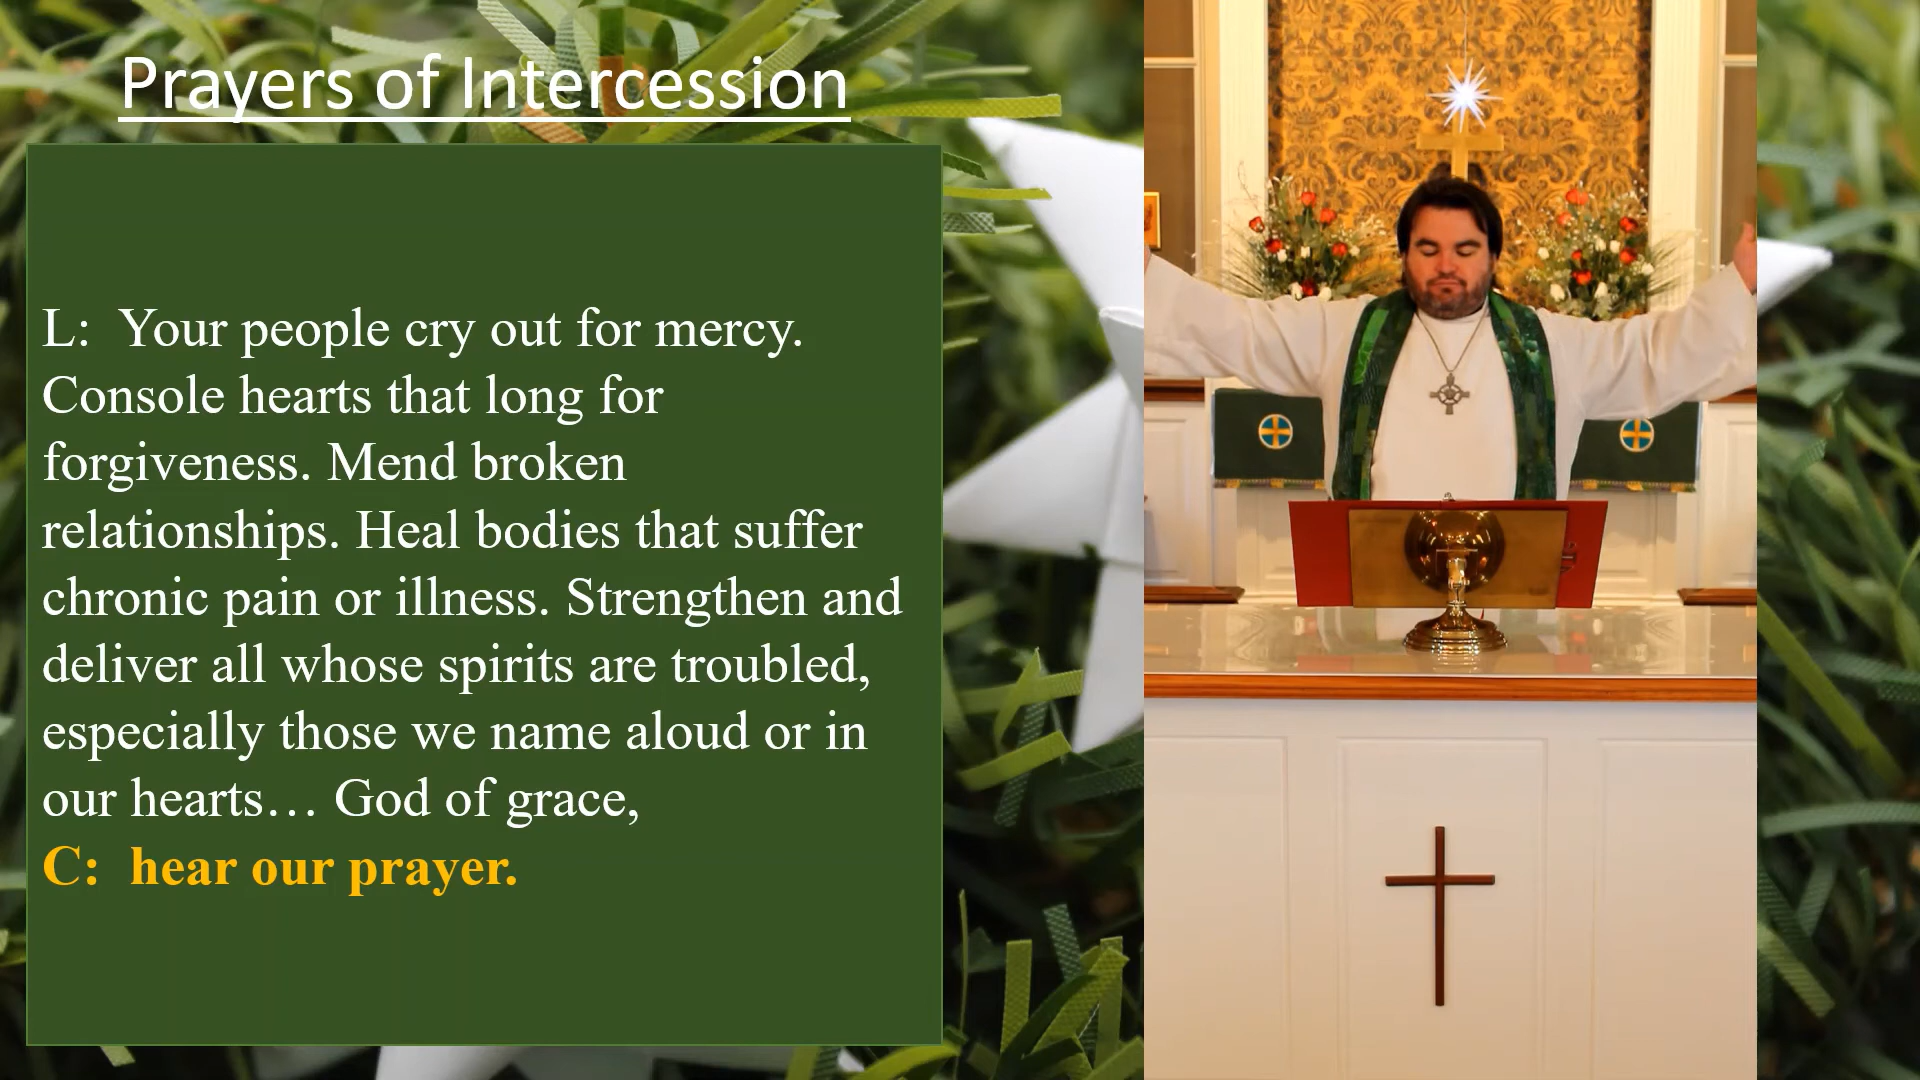 Prayers of Intercession
L:  Your people cry out for mercy.
Console hearts that long for
forgiveness. Mend broken
relationships. Heal bodies that suffer
chronic pain or illness. Strengthen and
deliver all whose spirits are troubled,
especially those we name aloud or in
our hearts… God of grace,
C:  hear our prayer.